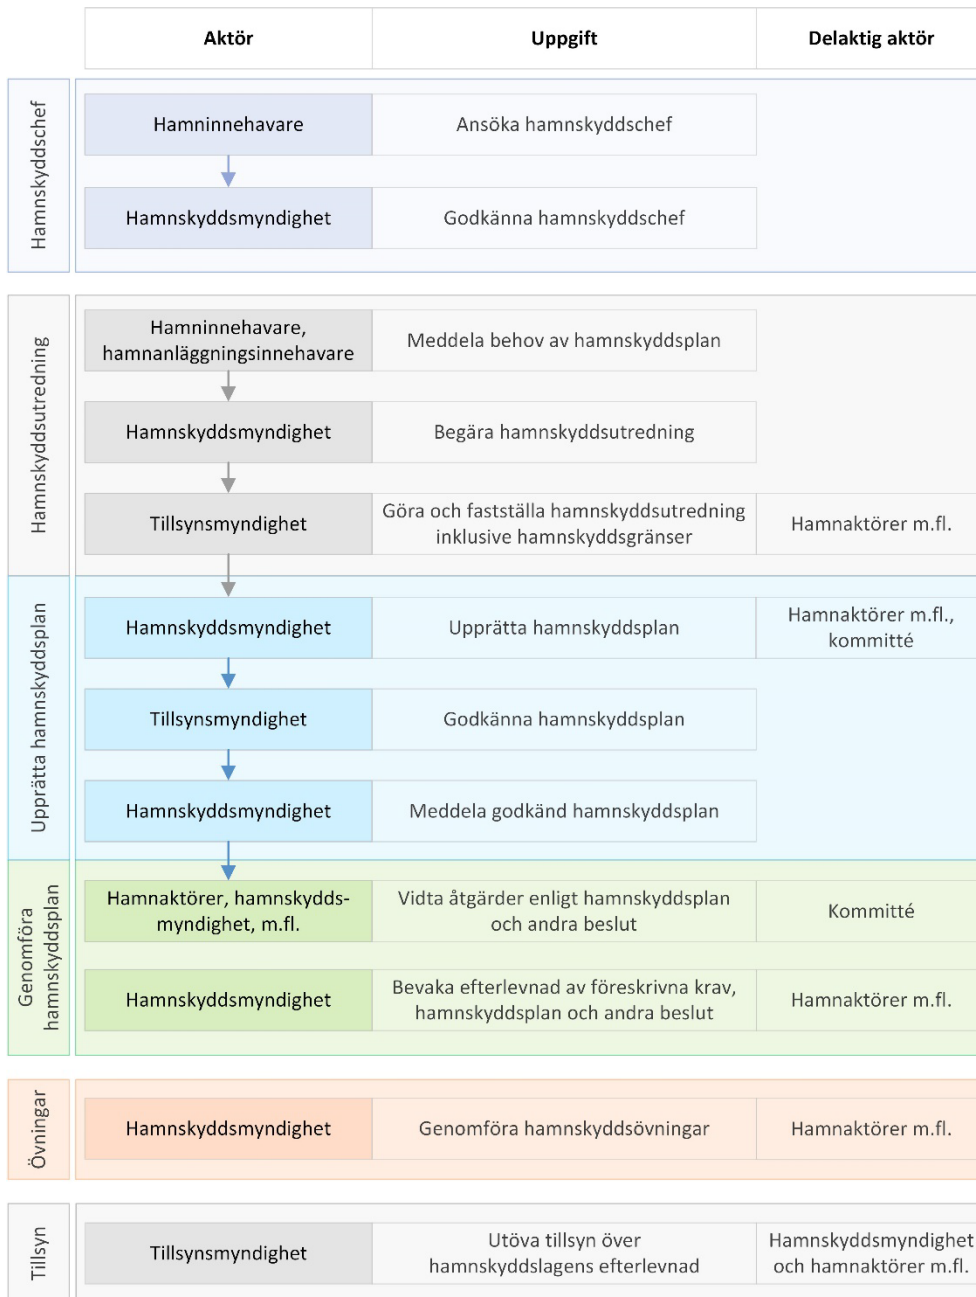 Aktör
Uppgift
Delaktig aktör
Hamnskyddschef
Hamninnehavare
Ansöka hamnskyddschef
Hamnskyddsmyndighet
Godkänna hamnskyddschef
Hamnskyddsutredning
Hamninnehavare,
hamnanläggningsinnehavare
Meddela behov av hamnskyddsplan
Hamnskyddsmyndighet
Begära hamnskyddsutredning
Tillsynsmyndighet
Göra och fastställa hamnskyddsutredning
inklusive hamnskyddsgränser
Hamnaktörer m.fl.
Upprätta hamnskyddsplan
Hamnskyddsmyndighet
Upprätta hamnskyddsplan
Hamnaktörer m.fl.,
kommitté
Tillsynsmyndighet
Godkänna hamnskyddsplan
Hamnskyddsmyndighet
Meddela godkänd hamnskyddsplan
Genomföra
hamnskyddsplan
Hamnaktörer, hamnskydds-
myndighet, m.fl.
Vidta åtgärder enligt hamnskyddsplan
och andra beslut
Kommitté
Hamnskyddsmyndighet
Bevaka efterlevnad av föreskrivna krav,
hamnskyddsplan och andra beslut
Hamnaktörer m.fl.
Övningar
Hamnskyddsmyndighet
Genomföra hamnskyddsövningar
Hamnaktörer m.fl.
Tillsyn
Tillsynsmyndighet
Utöva tillsyn över
hamnskyddslagens efterlevnad
Hamnskyddsmyndighet
och hamnaktörer m.fl.